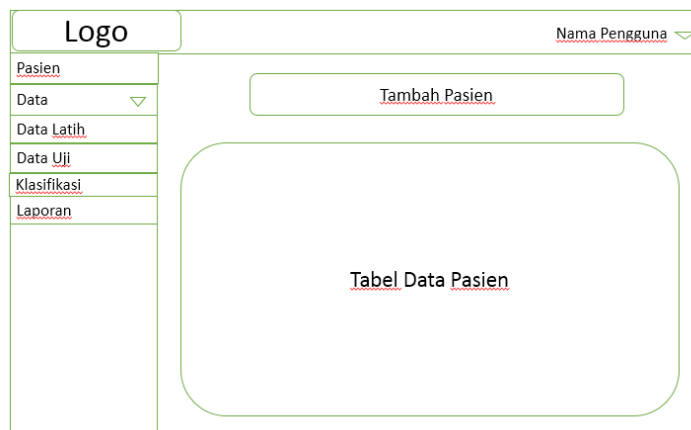 Logo
Nama Pengguna
Pasien
Data
Data Latih
Data Uji
Klasifikasi
Laporan
Tambah Pasien
Tabel Data Pasien